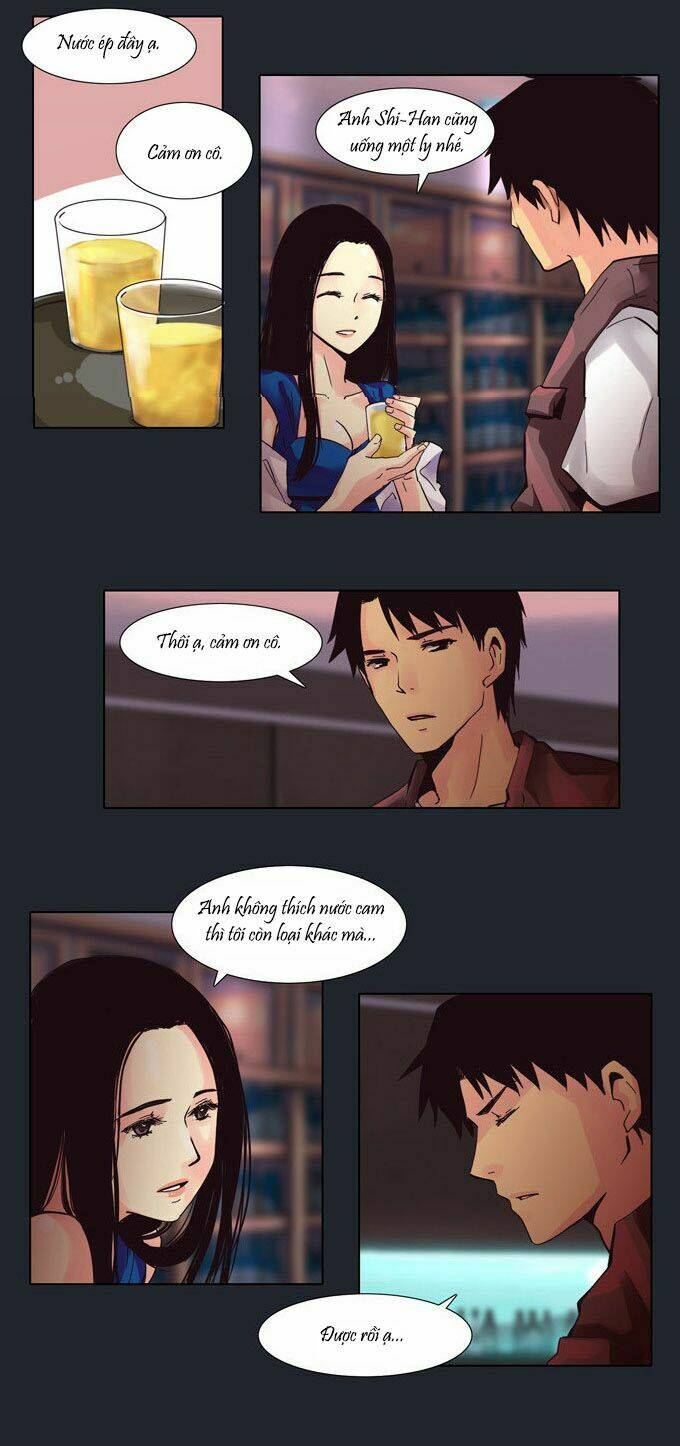 Nước ép đây ạ.
Cảm ơn cô.
Anh Shi-Han cũng
uống một ly nhé.
Thôi ạ, cảm ơn cô.
Anh không thích nước cam
thì tôi còn loại khác mà...
Được rồi ạ...